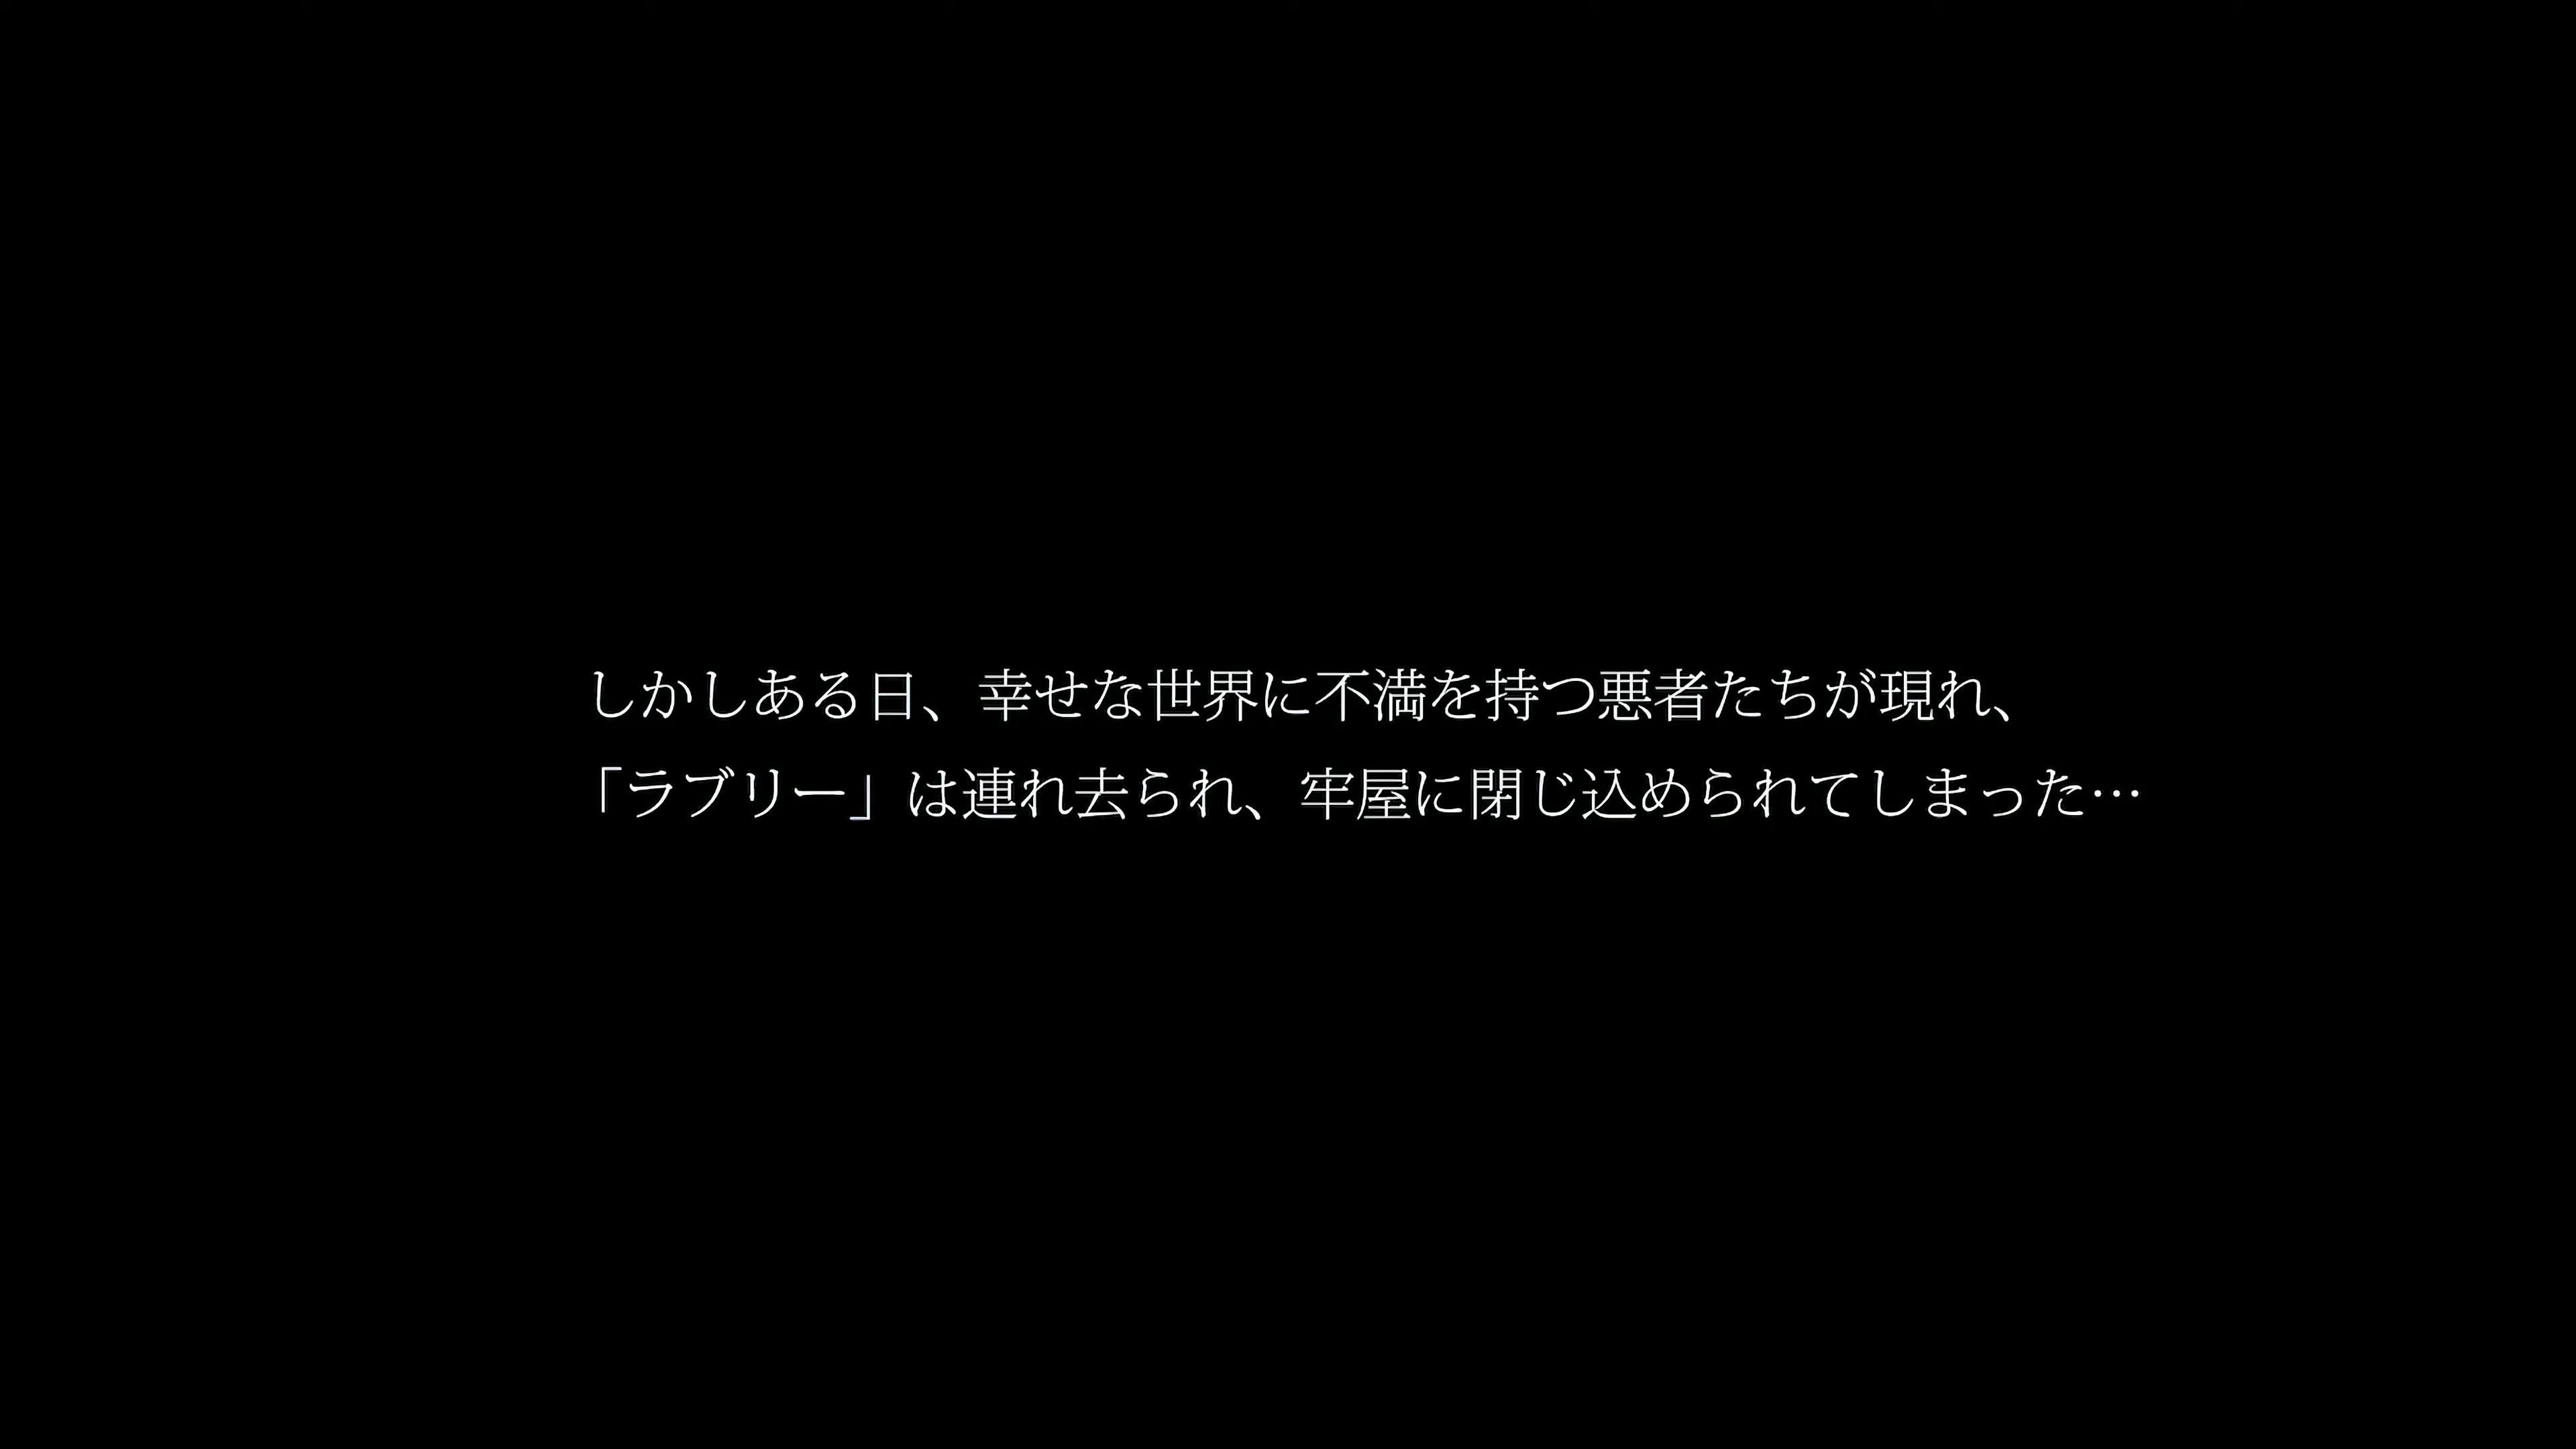 しかしある日、幸せな世界に不満を持つ悪者たちが現れ、
「ラブリー」は連れ去られ、牢屋に閉じ込められてしまった…